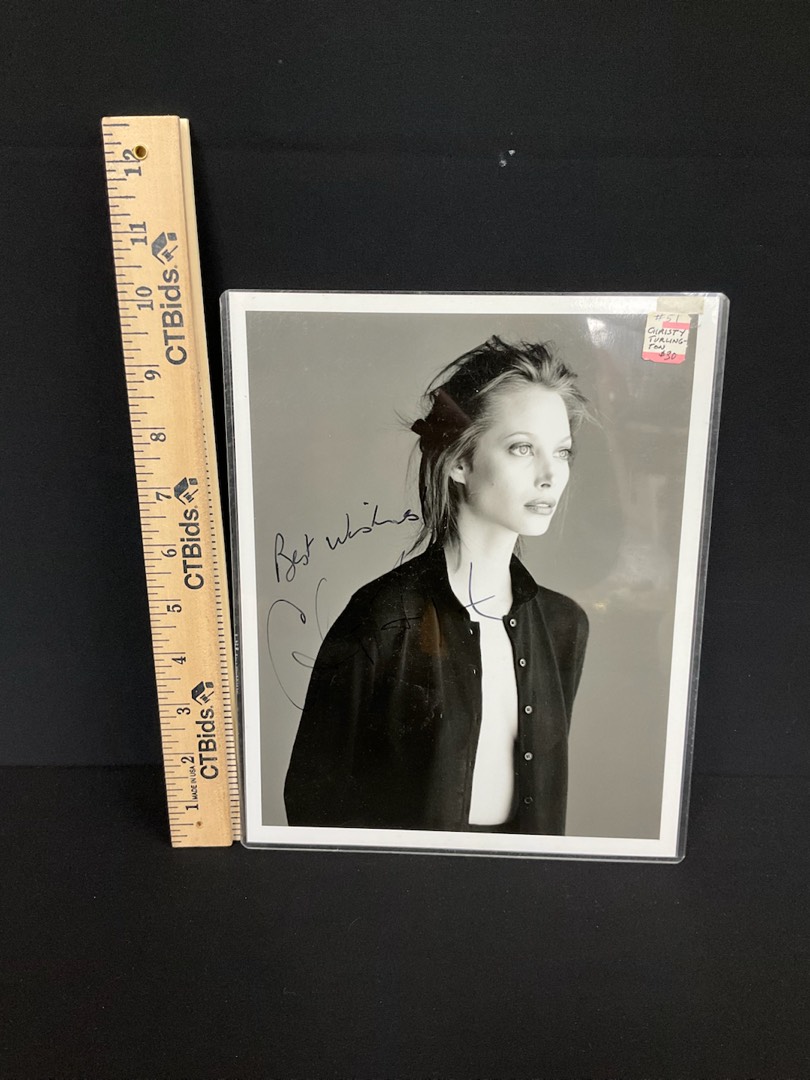 12
11
10
9
8
7
6
5
4
3
2
1
CTBids.
CTBids.
CTBids.
MADE IN USA
#51
CHRISTY
TURLING-
TON
$30
Best Wishes